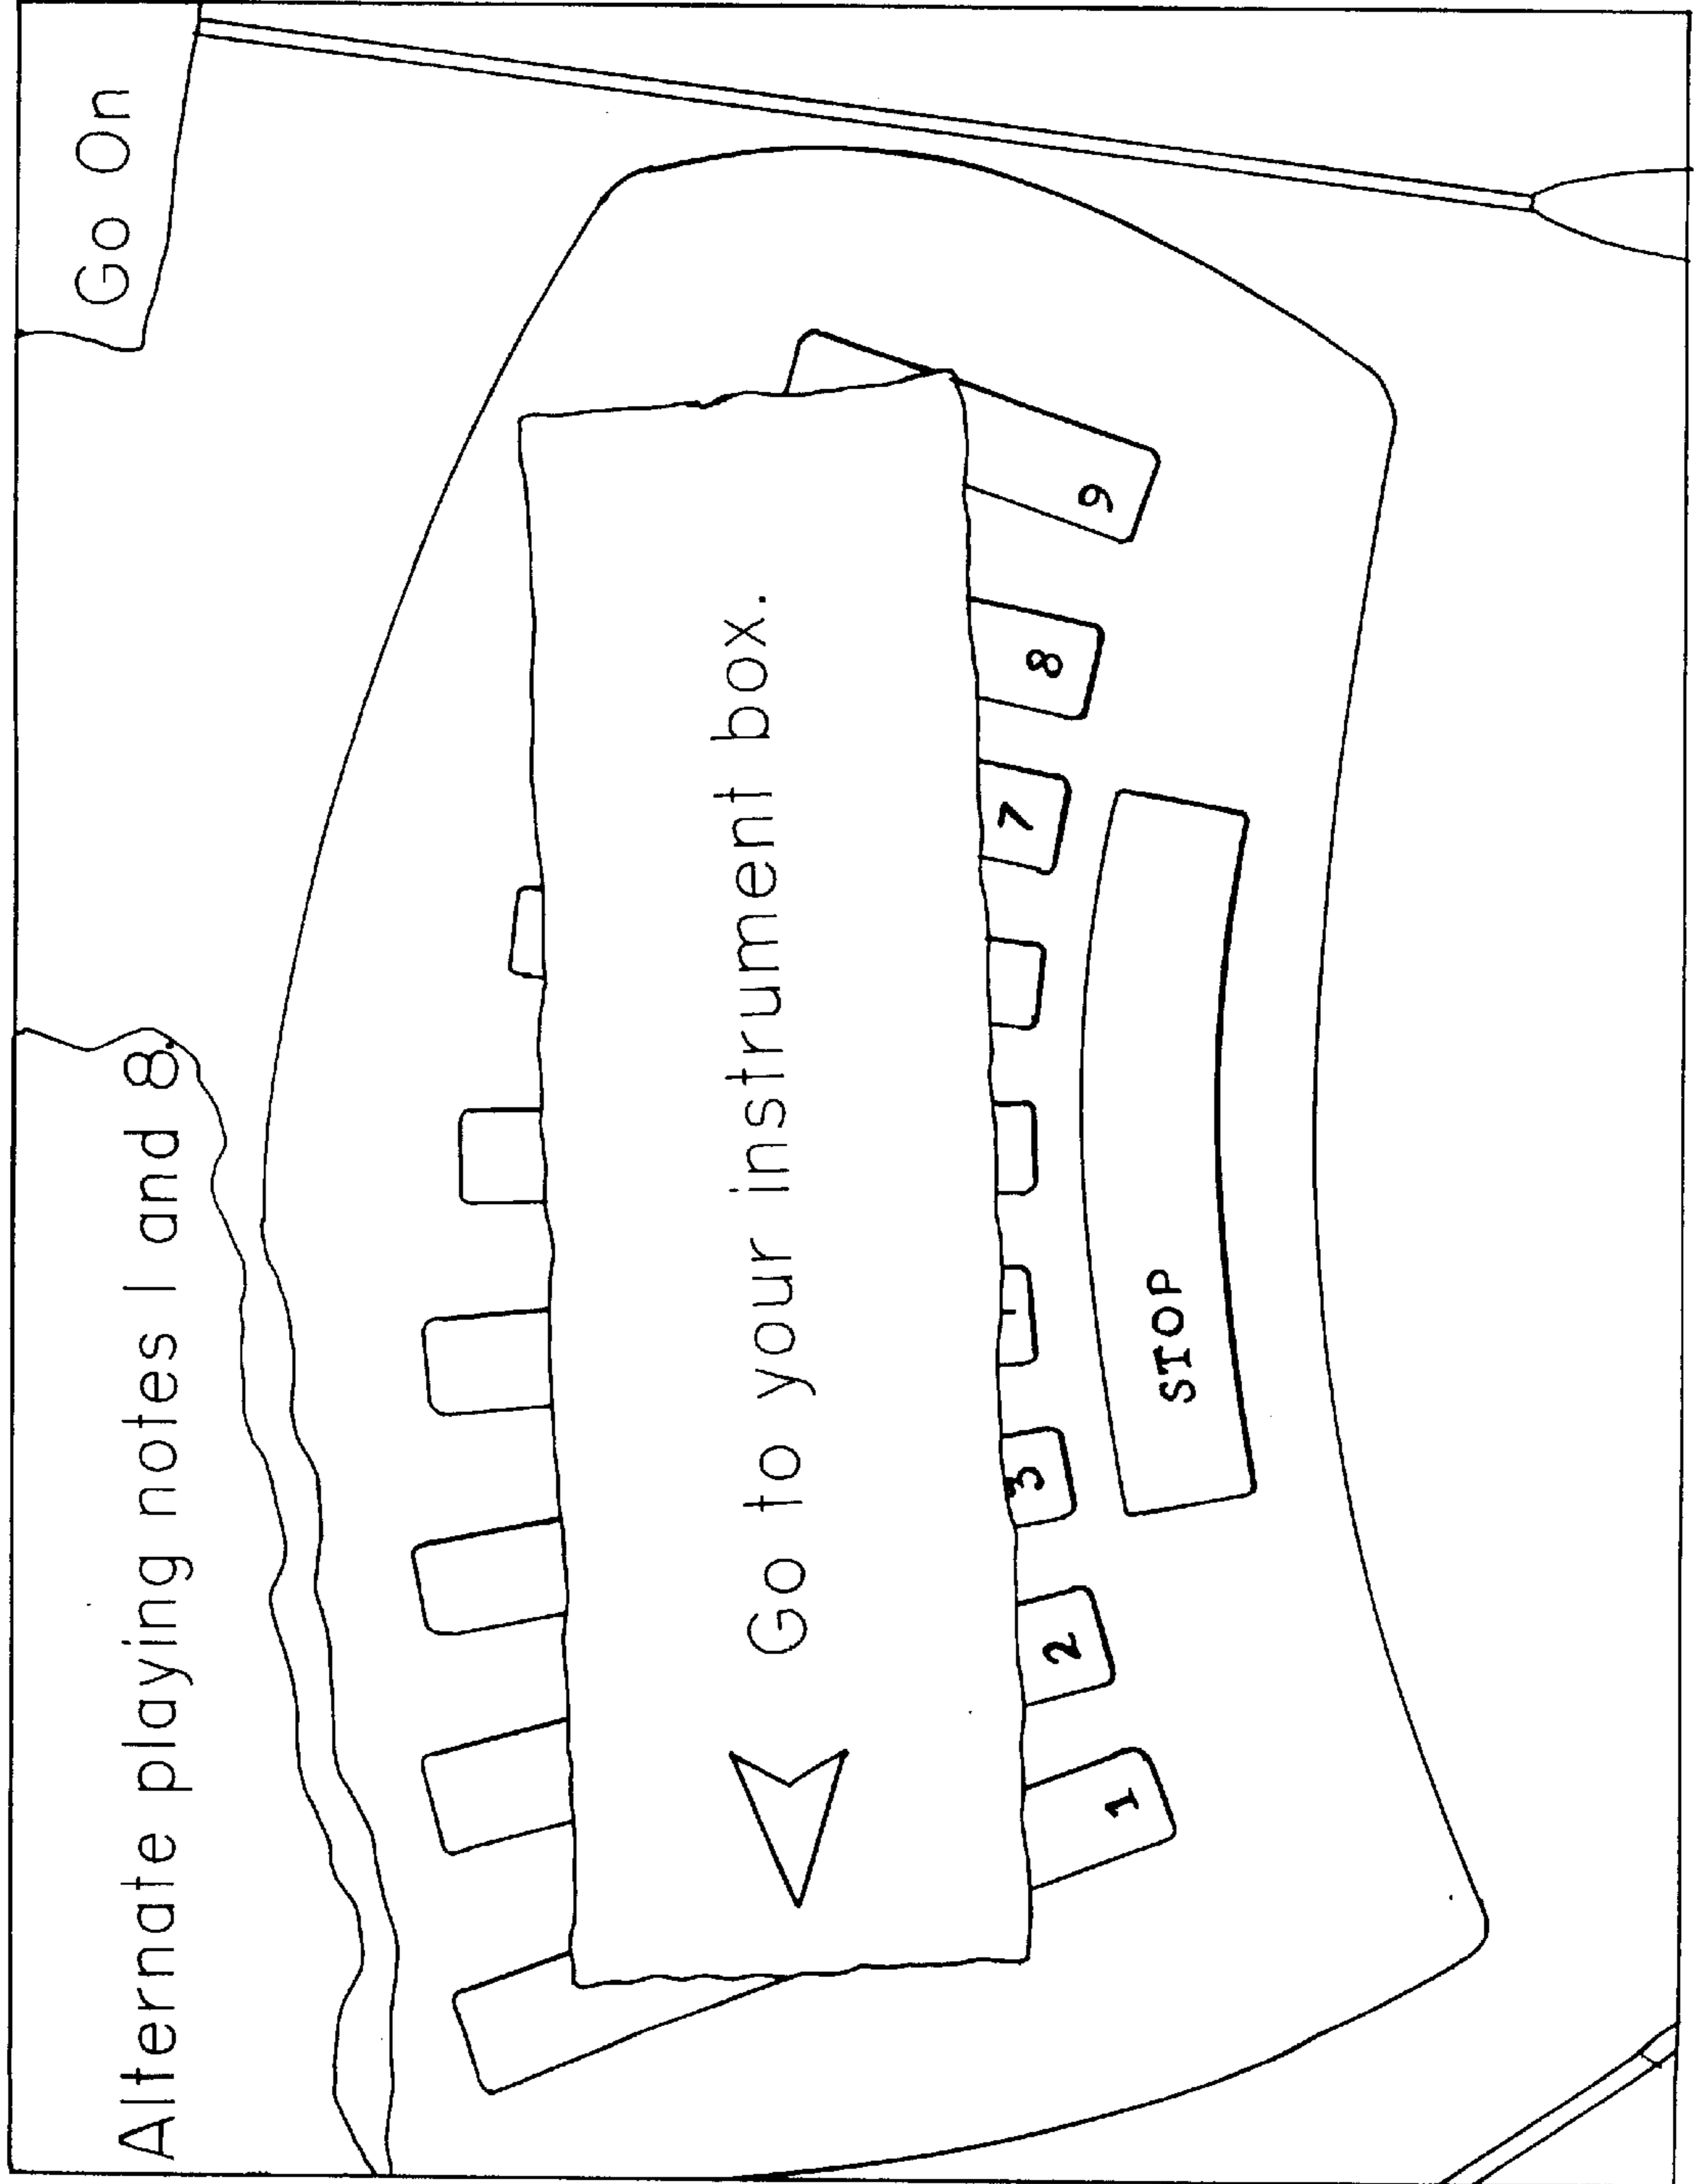 Go On
Alternate playing notes 1 and 8.
Go to your instrument box.
1 2 3 7 8 9
STOP